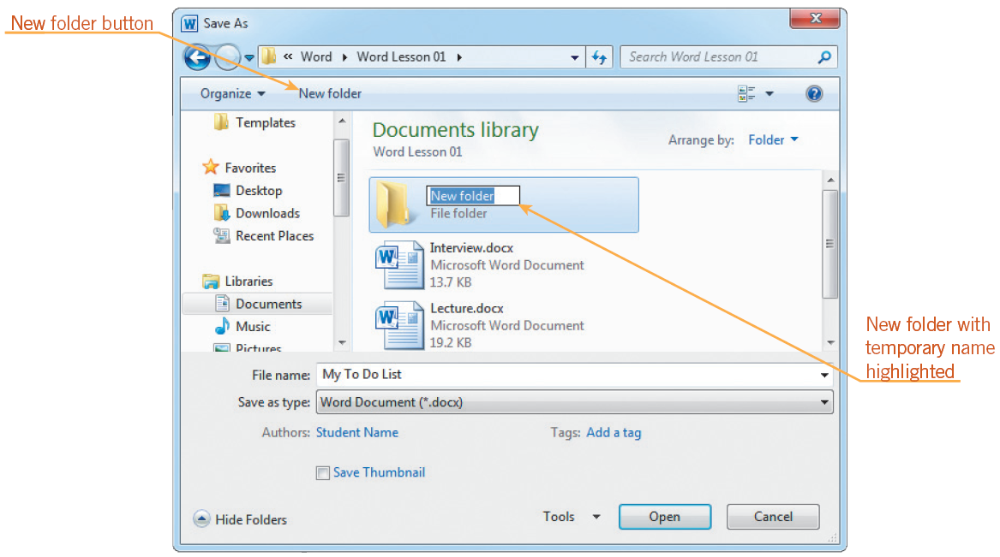 New folder button
Save As
« Word Word Lesson 01
Search Word Lesson 01
Organize New folder
Templates
Favorites
Desktop
Downloads
Recent Places
Libraries
Documents
Music
Pictures
Documents library
Word Lesson 01
Arrange by: Folder
New folder
File folder
Interview.docx
Microsoft Word Document
13.7 KB
Lecture.docx
Microsoft Word Document
19.2 KB
New folder with
temporary name
highlighted
File name: My To Do List
Save as type: Word Document (*.docx)
Authors: Student Name Tags: Add a tag
Save Thumbnail
Hide Folders Tools Open Cancel